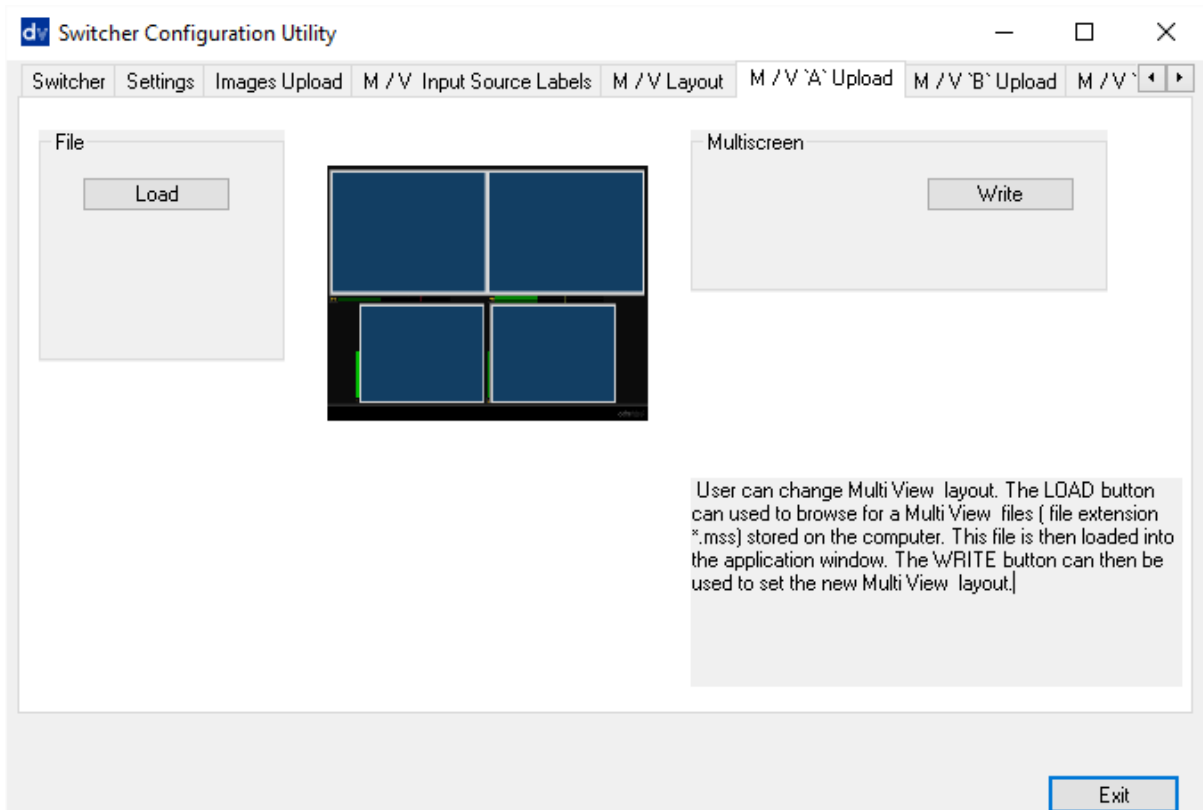 dv Switcher Configuration Utility
Switcher Settings Images Upload M / V Input Source Labels M / V Layout M / V `A` Upload M / V `B` Upload M / V `
File
Load
Multiscreen
Write
User can change Multi View layout. The LOAD button
can used to browse for a Multi View files ( file extension
*.mss) stored on the computer. This file is then loaded into
the application window. The WRITE button can then be
used to set the new Multi View layout.
Exit